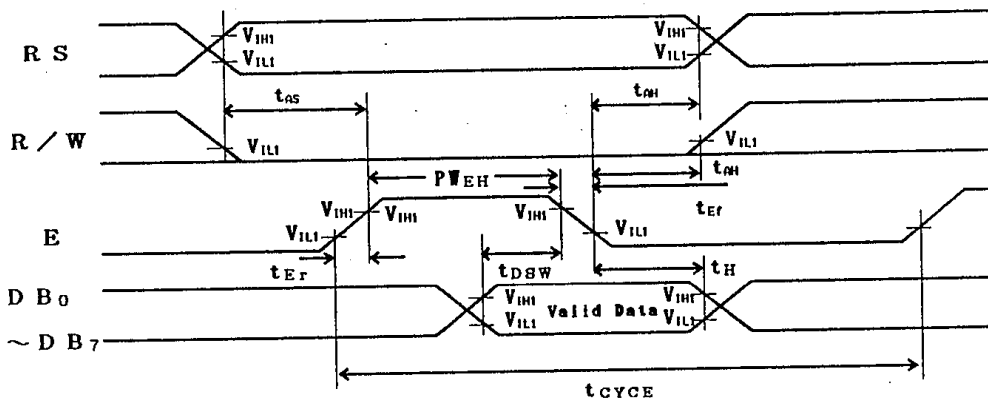 RS
VIH1
VIL1
VIH1
VIL1
tAS
tAH
R/W
VIL1
VIL1
tAH
PWEH
tEf
VIH1
VIH1
VIH1
VIL1
VIL1
E
tEr
tDSW
tH
DB0
VIH1
VIL1
Valid Data
VIH1
VIL1
~DB7
tCYCE